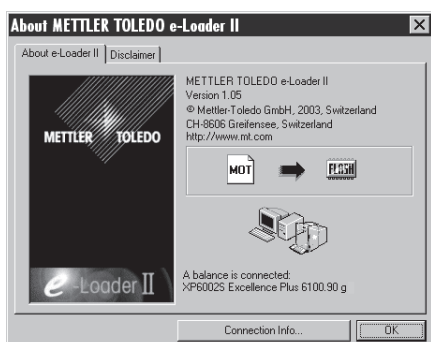 About METTLER TOLEDO e-Loader II
About e-Loader II
Disclaimer
METTLER TOLEDO
e-Loader II
METTLER TOLEDO e-Loader II
Version 1.05
© Mettler-Toledo GmbH, 2003, Switzerland
CH-8606 Greifensee, Switzerland
http://www.mt.com
MOT
FLASH
A balance is connected:
XP6002S Excellence Plus 6100.90 g
Connection Info...
OK